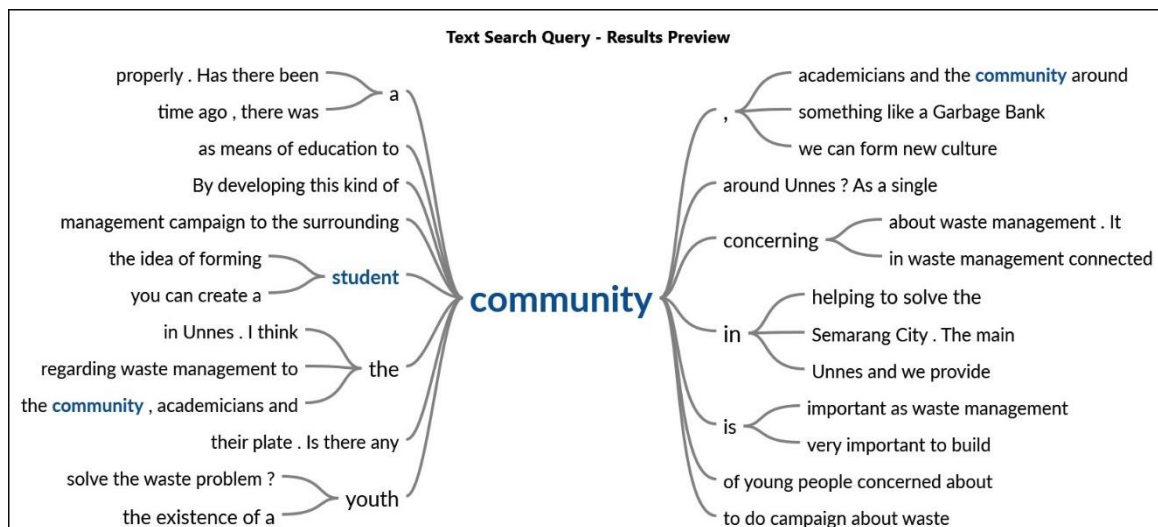 Text Search Query - Results Preview
properly . Has there been
time ago , there was
a
as means of education to
By developing this kind of
management campaign to the surrounding
the idea of forming
you can create a
student
in Unnes . I think
regarding waste management to
the community , academicians and
the
their plate . Is there any
solve the waste problem ?
the existence of a
youth
community
,
academicians and the community around
something like a Garbage Bank
we can form new culture
around Unnes ? As a single
concerning
about waste management . It
in waste management connected
in
helping to solve the
Semarang City . The main
Unnes and we provide
is
important as waste management
very important to build
of young people concerned about
to do campaign about waste